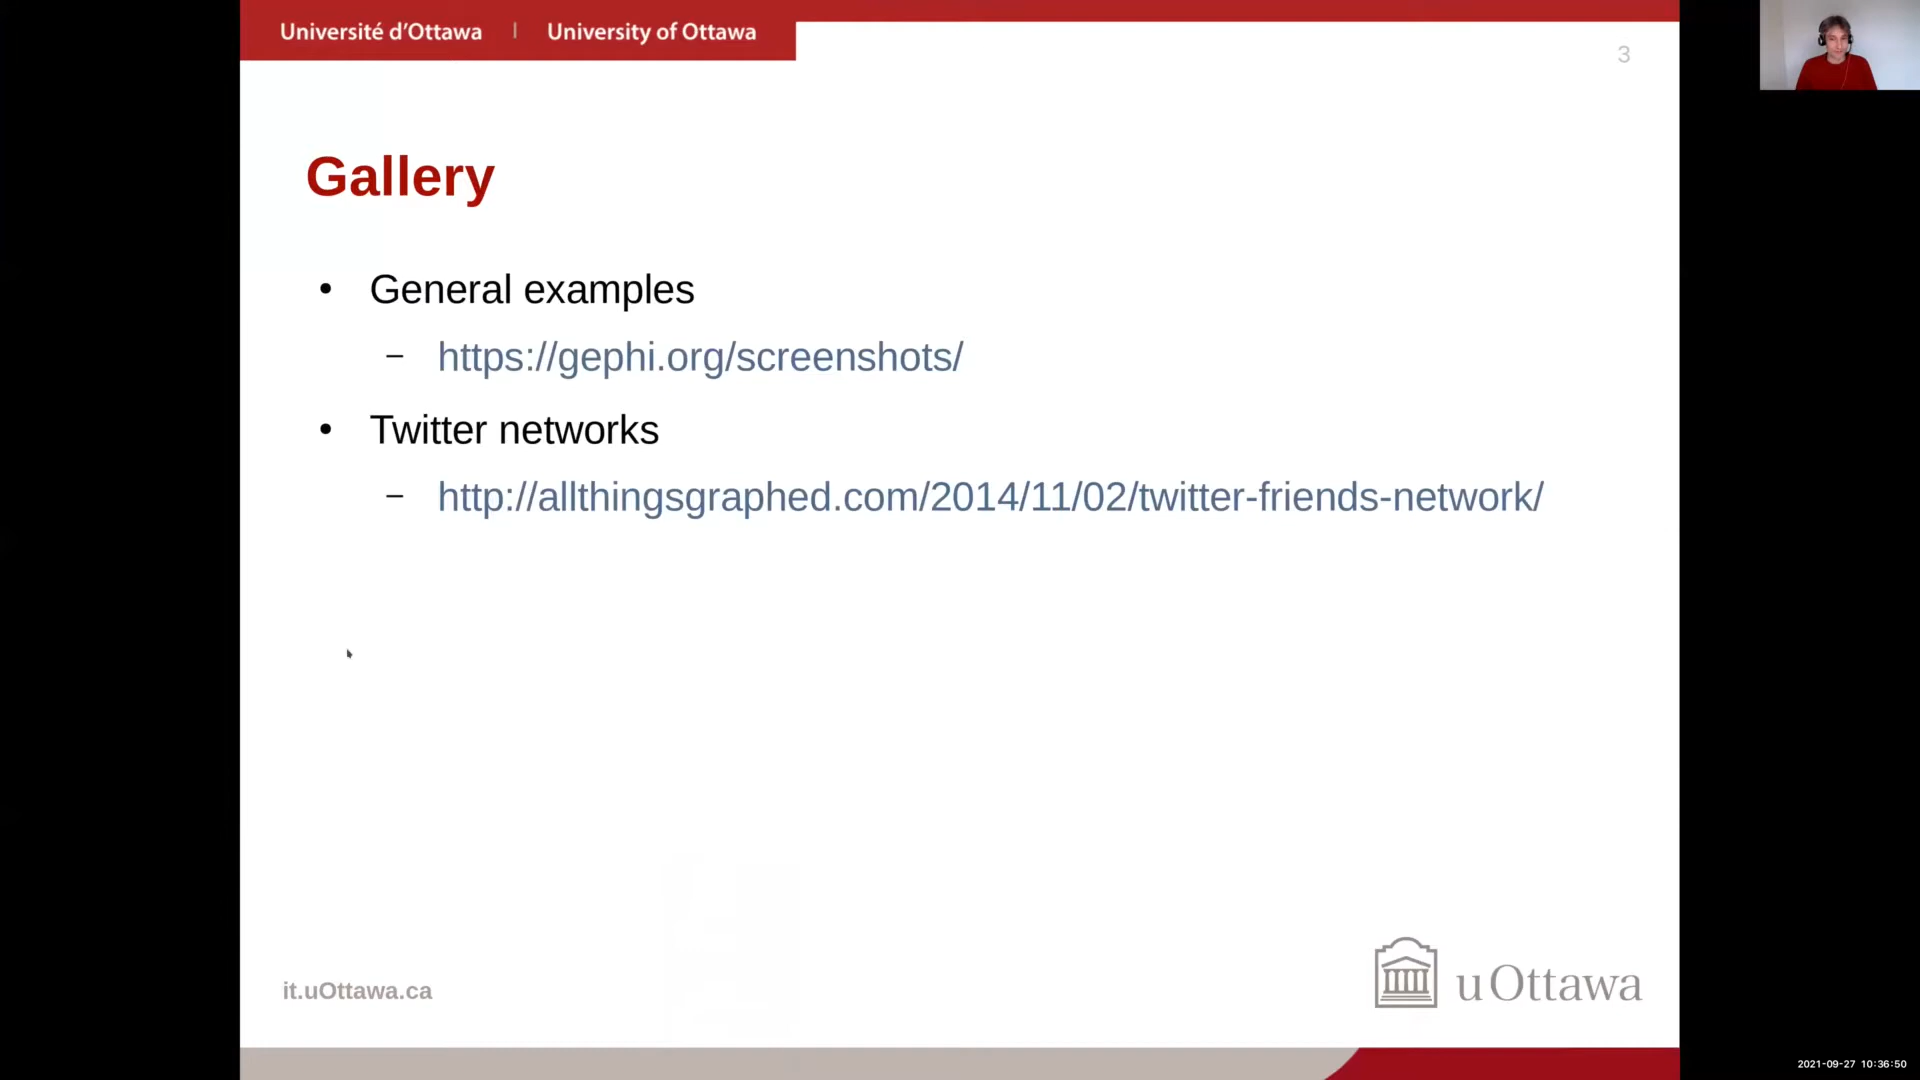 Université d'Ottawa | University of Ottawa
3
Gallery
• General examples
– https://gephi.org/screenshots/
• Twitter networks
– http://allthingsgraphed.com/2014/11/02/twitter-friends-network/
it.uOttawa.ca
uOttawa
2021-09-27 10:36:50